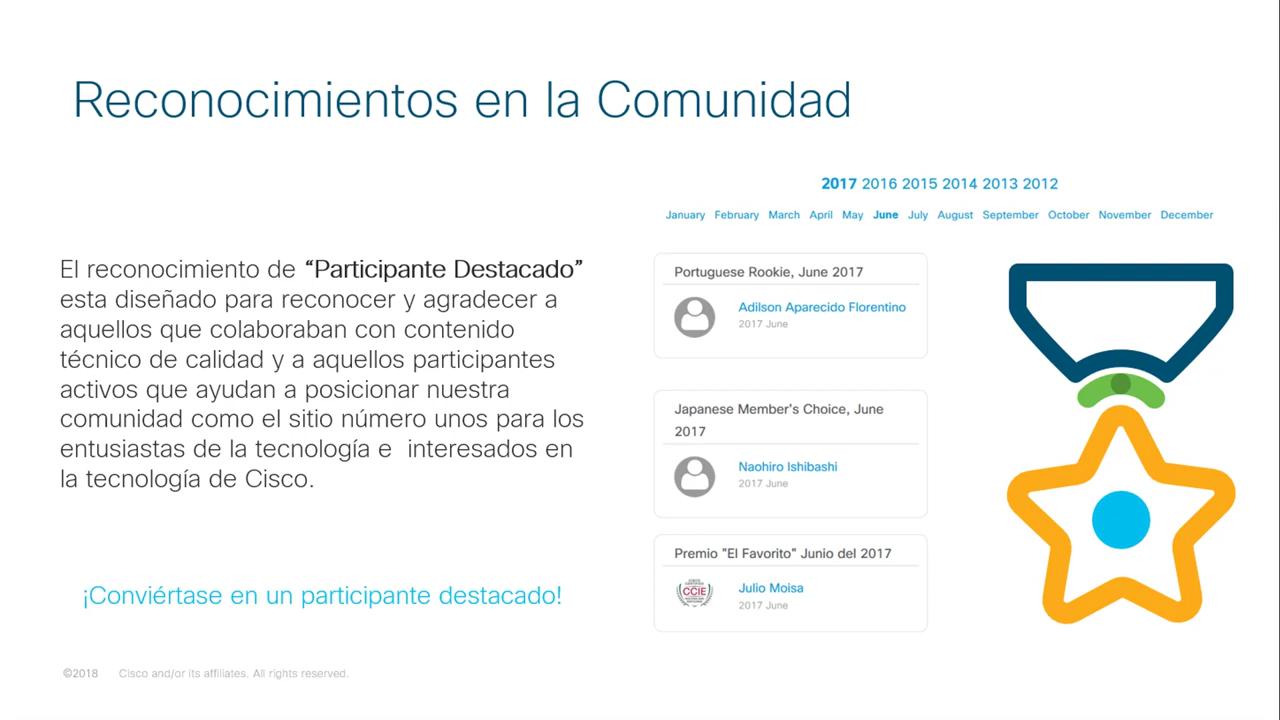 Reconocimientos en la Comunidad
2017 2016 2015 2014 2013 2012
January February March April May June July August September October November December
El reconocimiento de “Participante Destacado”
esta diseñado para reconocer y agradecer a
aquellos que colaboraban con contenido
técnico de calidad y a aquellos participantes
activos que ayudan a posicionar nuestra
comunidad como el sitio número unos para los
entusiastas de la tecnología e interesados en
la tecnología de Cisco.
¡Conviértase en un participante destacado!
Portuguese Rookie, June 2017
Adilson Aparecido Florentino
2017 June
Japanese Member's Choice, June
2017
Naohiro Ishibashi
2017 June
Premio "El Favorito" Junio del 2017
CCIE
Julio Moisa
2017 June
©2018 Cisco and/or its affiliates. All rights reserved.